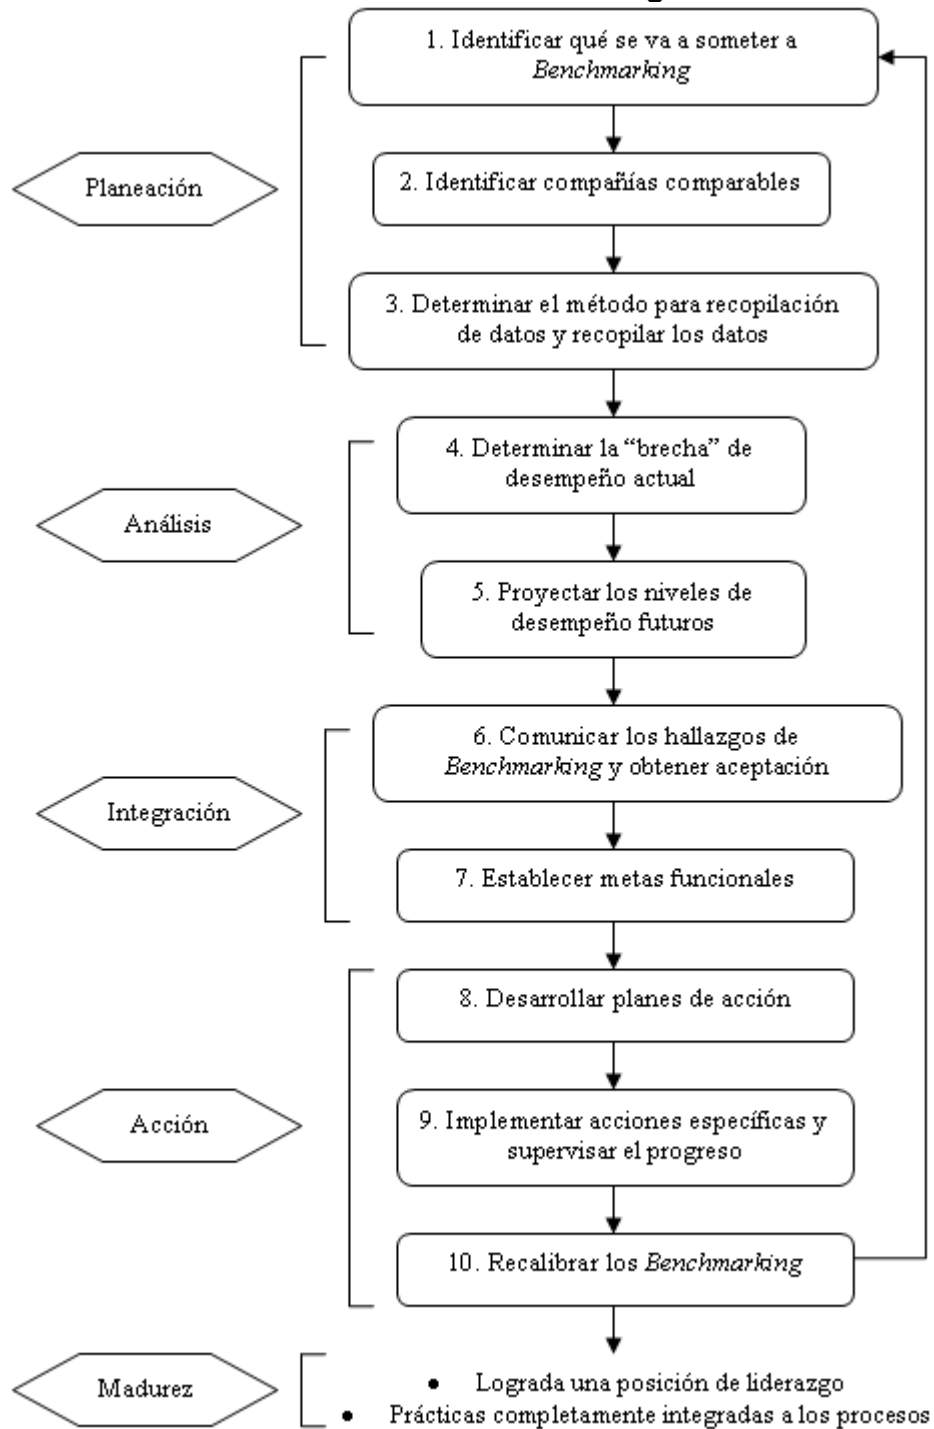 1. Identificar qué se va a someter a
Benchmarking
Planeación
2. Identificar compañías comparables
3. Determinar el método para recopilación
de datos y recopilar los datos
4. Determinar la “brecha” de
desempeño actual
Análisis
5. Proyectar los niveles de
desempeño futuros
6. Comunicar los hallazgos de
Benchmarking y obtener aceptación
Integración
7. Establecer metas funcionales
8. Desarrollar planes de acción
Acción
9. Implementar acciones específicas y
supervisar el progreso
10. Recalibrar los Benchmarking
Madurez
• Lograda una posición de liderazgo
• Prácticas completamente integradas a los procesos